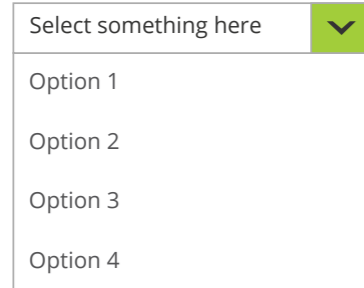 Select something here
Option 1
Option 2
Option 3
Option 4